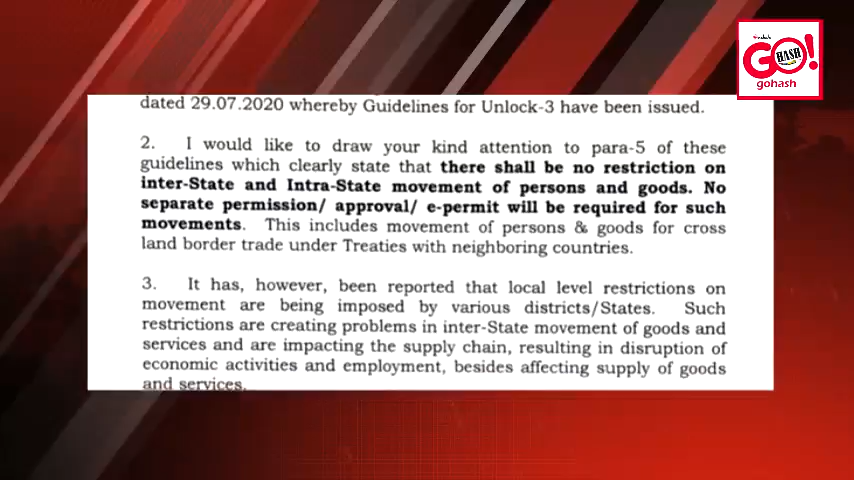 GO!
HASH
gohash
dated 29.07.2020 whereby Guidelines for Unlock-3 have been issued.
2. I would like to draw your kind attention to para-5 of these
guidelines which clearly state that there shall be no restriction on
inter-State and Intra-State movement of persons and goods. No
separate permission/ approval/ e-permit will be required for such
movements. This includes movement of persons & goods for cross
land border trade under Treaties with neighboring countries.
3. It has, however, been reported that local level restrictions on
movement are being imposed by various districts/States. Such
restrictions are creating problems in inter-State movement of goods and
services and are impacting the supply chain, resulting in disruption of
economic activities and employment, besides affecting supply of goods
and services.